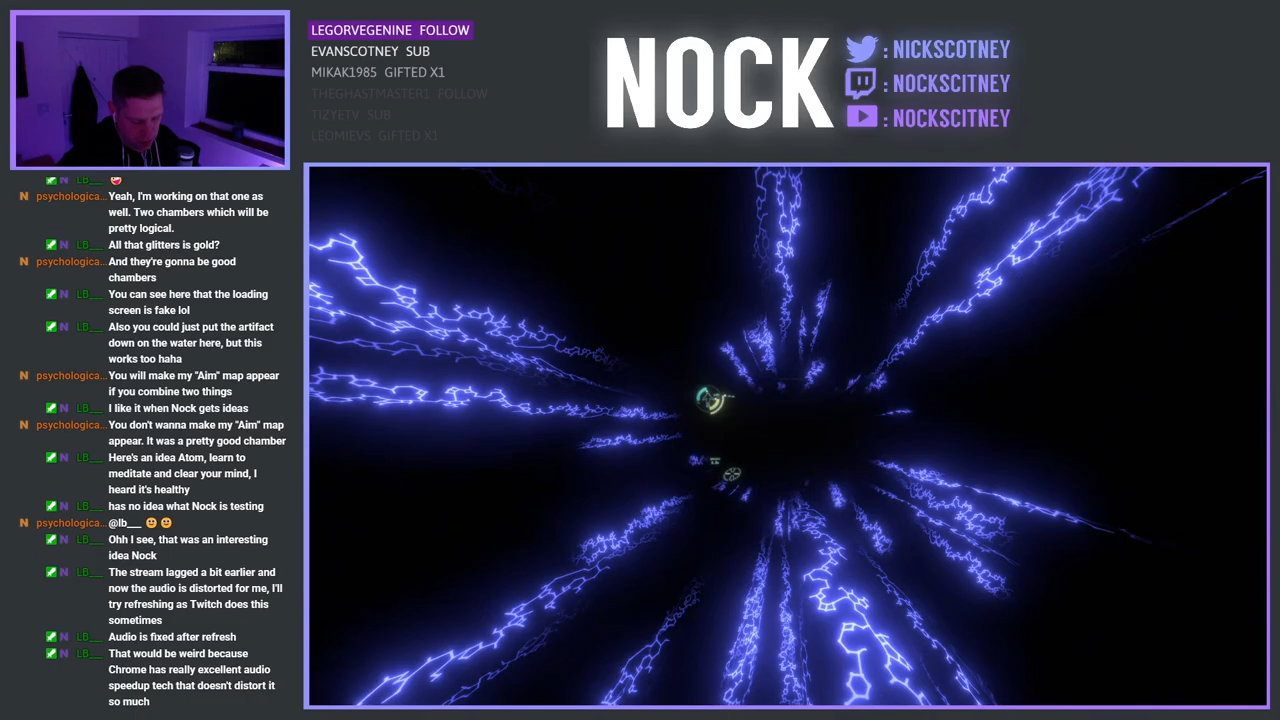 LEGORVEGENINE FOLLOW
EVANSCOTNEY SUB
MIKAK1985 GIFTED X1
THEGHASTMASTER1 FOLLOW
TIZYETV SUB
LEOMIEVS GIFTED X1
NOCK
: NICKSCOTNEY
: NOCKSCITNEY
: NOCKSCITNEY
LB___
psychologica... Yeah, I'm working on that one as
well. Two chambers which will be
pretty logical.
LB___ All that glitters is gold?
psychologica... And they're gonna be good
chambers
LB___ You can see here that the loading
screen is fake lol
LB___ Also you could just put the artifact
down on the water here, but this
works too haha
psychologica... You will make my "Aim" map appear
if you combine two things
LB___ I like it when Nock gets ideas
psychologica... You don't wanna make my "Aim" map
appear. It was a pretty good chamber
LB___ Here's an idea Atom, learn to
meditate and clear your mind, I
heard it's healthy
LB___ has no idea what Nock is testing
psychologica... @lb___
LB___ Ohh I see, that was an interesting
idea Nock
LB___ The stream lagged a bit earlier and
now the audio is distorted for me, I'll
try refreshing as Twitch does this
sometimes
LB___ Audio is fixed after refresh
LB___ That would be weird because
Chrome has really excellent audio
speedup tech that doesn't distort it
so much